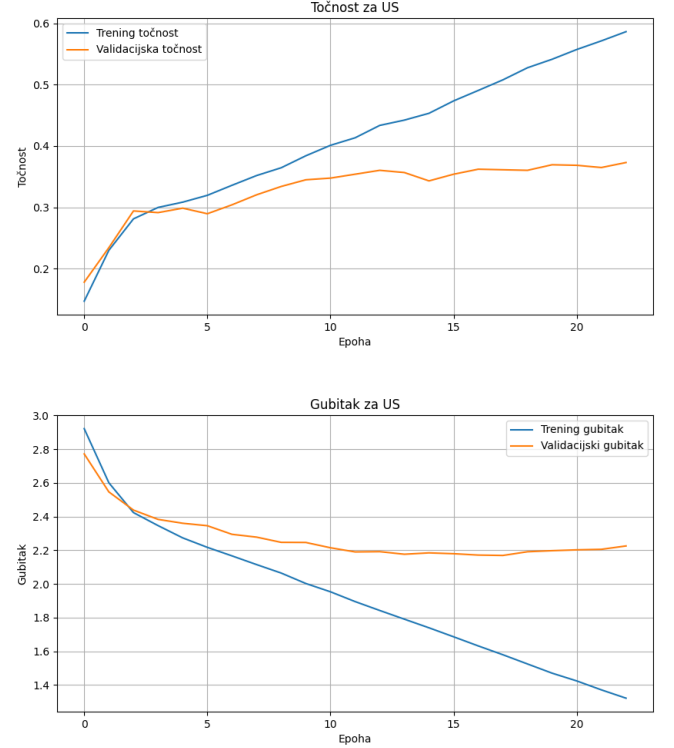 Točnost za US
Trening točnost
Validacijska točnost
0.6
0.5
0.4
0.3
0.2
Točnost
0 5 10 15 20
Epoha
Gubitak za US
Trening gubitak
Validacijski gubitak
3.0
2.8
2.6
2.4
2.2
2.0
1.8
1.6
1.4
Gubitak
0 5 10 15 20
Epoha